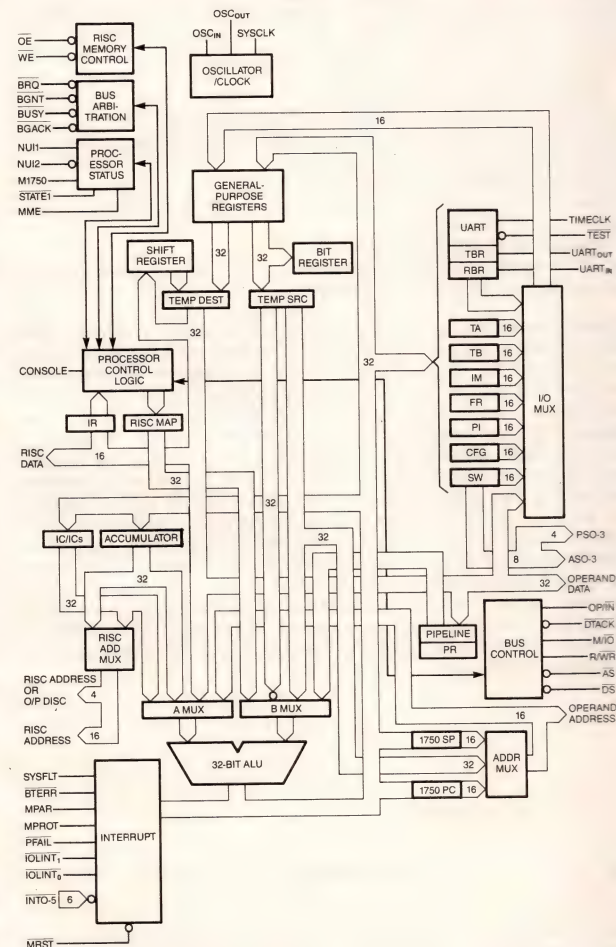 OSC_OUT
OSC_IN SYSCLK
OSCILLATOR
/CLOCK
OE
WE
RISC
MEMORY
CONTROL
BRQ
BGNT
BUSY
BGACK
BUS
ARBI-
TRATION
NUI1
NUI2
M1750
STATE1
MME
PROC-
ESSOR
STATUS
16
GENERAL-
PURPOSE
REGISTERS
32
32
BIT
REGISTER
SHIFT
REGISTER
TEMP DEST
TEMP SRC
32
UART
TBR
RBR
TIMECLK
TEST
UART_OUT
UART_IN
TA 16
TB 16
IM 16
FR 16
PI 16
CFG 16
SW 16
I/O
MUX
32
CONSOLE
PROCESSOR
CONTROL
LOGIC
IR
RISC MAP
RISC
DATA
16
32
32
IC/ICs
ACCUMULATOR
32
32
32
4
PSO-3
8
ASO-3
32
OPERAND
DATA
RISC
ADD
MUX
PIPELINE
PR
BUS
CONTROL
OP/IN
DTACK
M/IO
R/WR
AS
DS
RISC ADDRESS
OR
O/P DISC
4
RISC
ADDRESS
16
A MUX
B MUX
32-BIT ALU
OPERAND
ADDRESS
16
1750 SP 16
32
1750 PC 16
ADDR
MUX
SYSFLT
BTERR
MPAR
MPROT
PFAIL
IOLINT1
IOLINT0
INTO-5 6
INTERRUPT
MRST